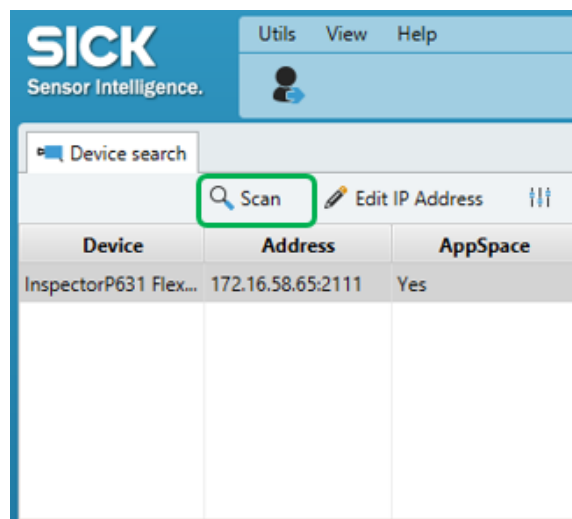 SICK
Sensor Intelligence.
Utils View Help
Device search
Scan Edit IP Address
Device Address AppSpace
InspectorP631 Flex... 172.16.58.65:2111 Yes